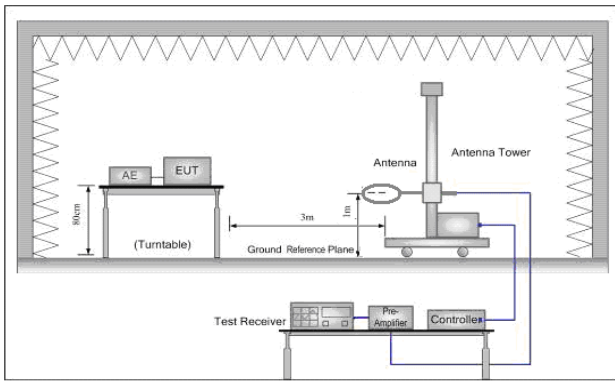 Antenna Tower
Antenna
EUT
AE
80cm
(Turntable)
3m
1m
Ground Reference Plane
Test Receiver
Pre-
Amplifier
Controller